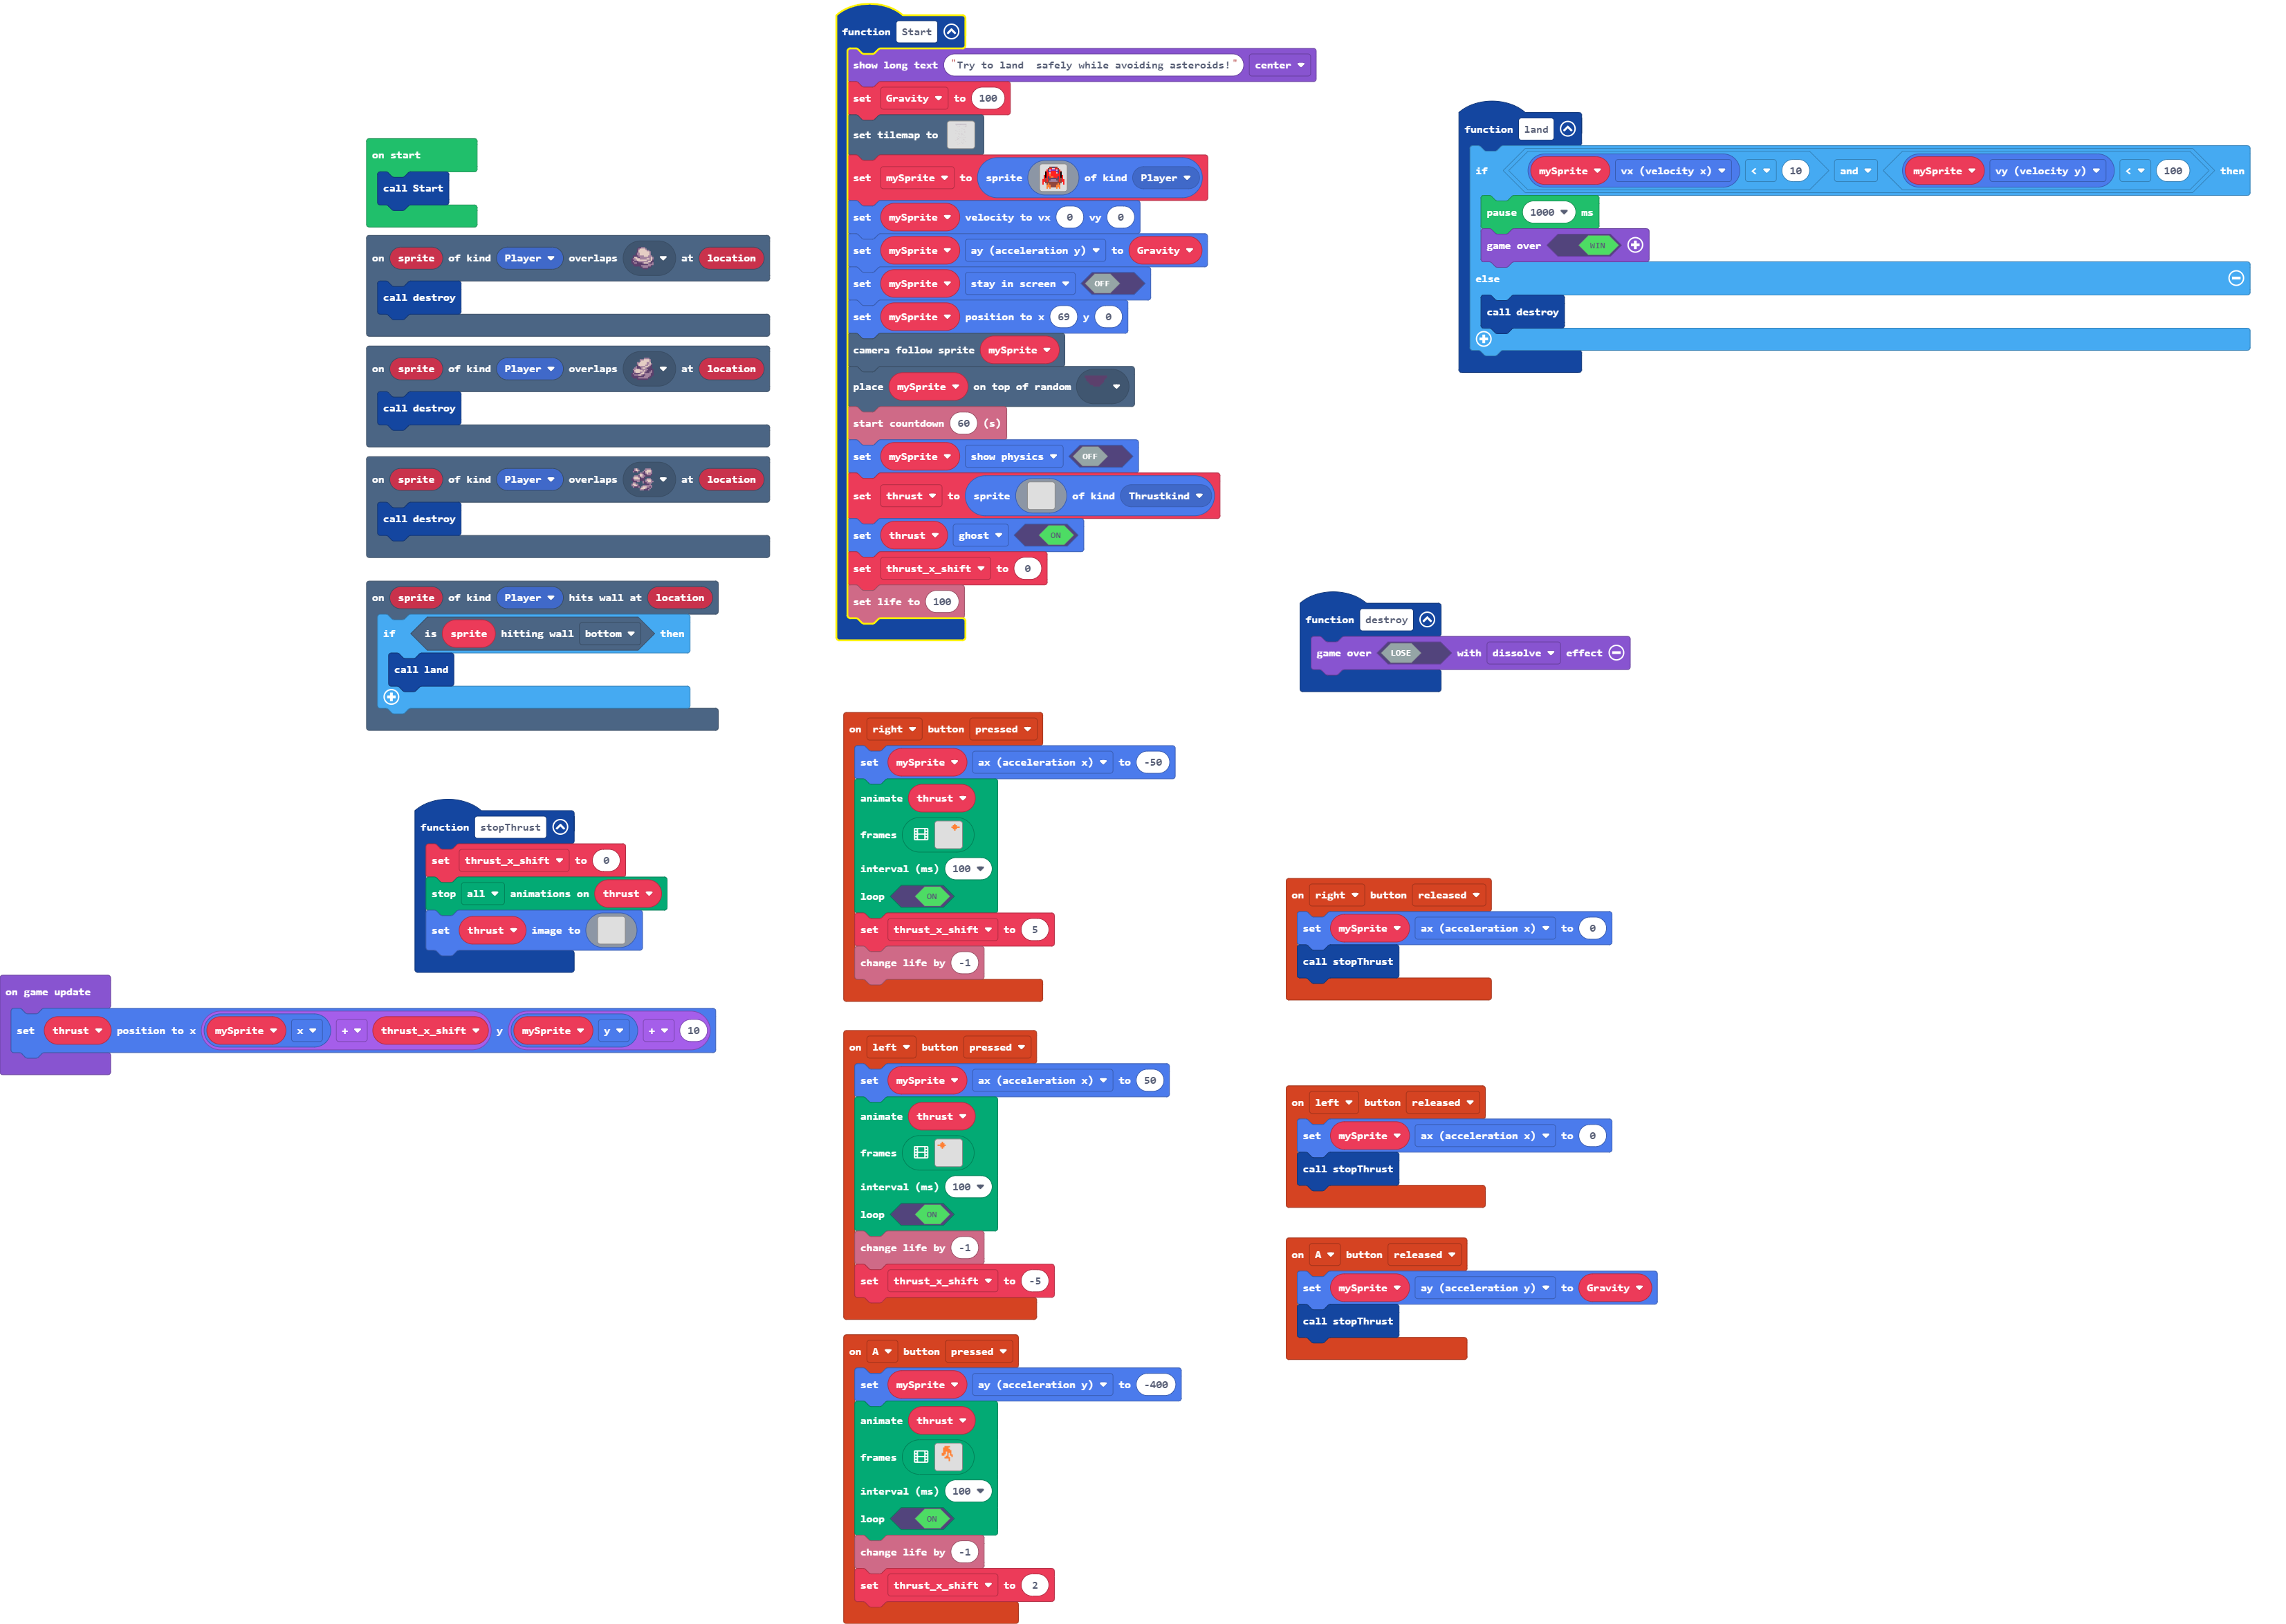 function Start
show long text "Try to land  safely while avoiding asteroids!" center
set Gravity to 100
set tilemap to
set mySprite to sprite of kind Player
set mySprite velocity to vx 0 vy 0
set mySprite ay (acceleration y) to Gravity
set mySprite stay in screen OFF
set mySprite position to x 69 y 0
camera follow sprite mySprite
place mySprite on top of random
start countdown 60 (s)
set mySprite show physics OFF
set thrust to sprite of kind Thrustkind
set thrust ghost ON
set thrust_x_shift to 0
set life to 100
on start
call Start
on sprite of kind Player overlaps at location
call destroy
on sprite of kind Player overlaps at location
call destroy
on sprite of kind Player overlaps at location
call destroy
on sprite of kind Player hits wall at location
if is sprite hitting wall bottom then
call land
function land
if mySprite vx (velocity x) < 10 and mySprite vy (velocity y) < 100 then
pause 1000 ms
game over WIN
else
call destroy
function destroy
game over LOSE with dissolve effect
function stopThrust
set thrust_x_shift to 0
stop all animations on thrust
set thrust image to
on game update
set thrust position to x mySprite x + thrust_x_shift y mySprite y + 10
on right button pressed
set mySprite ax (acceleration x) to -50
animate thrust
frames
interval (ms) 100
loop ON
set thrust_x_shift to 5
change life by -1
on left button pressed
set mySprite ax (acceleration x) to 50
animate thrust
frames
interval (ms) 100
loop ON
change life by -1
set thrust_x_shift to -5
on A button pressed
set mySprite ay (acceleration y) to -400
animate thrust
frames
interval (ms) 100
loop ON
change life by -1
set thrust_x_shift to 2
on right button released
set mySprite ax (acceleration x) to 0
call stopThrust
on left button released
set mySprite ax (acceleration x) to 0
call stopThrust
on A button released
set mySprite ay (acceleration y) to Gravity
call stopThrust